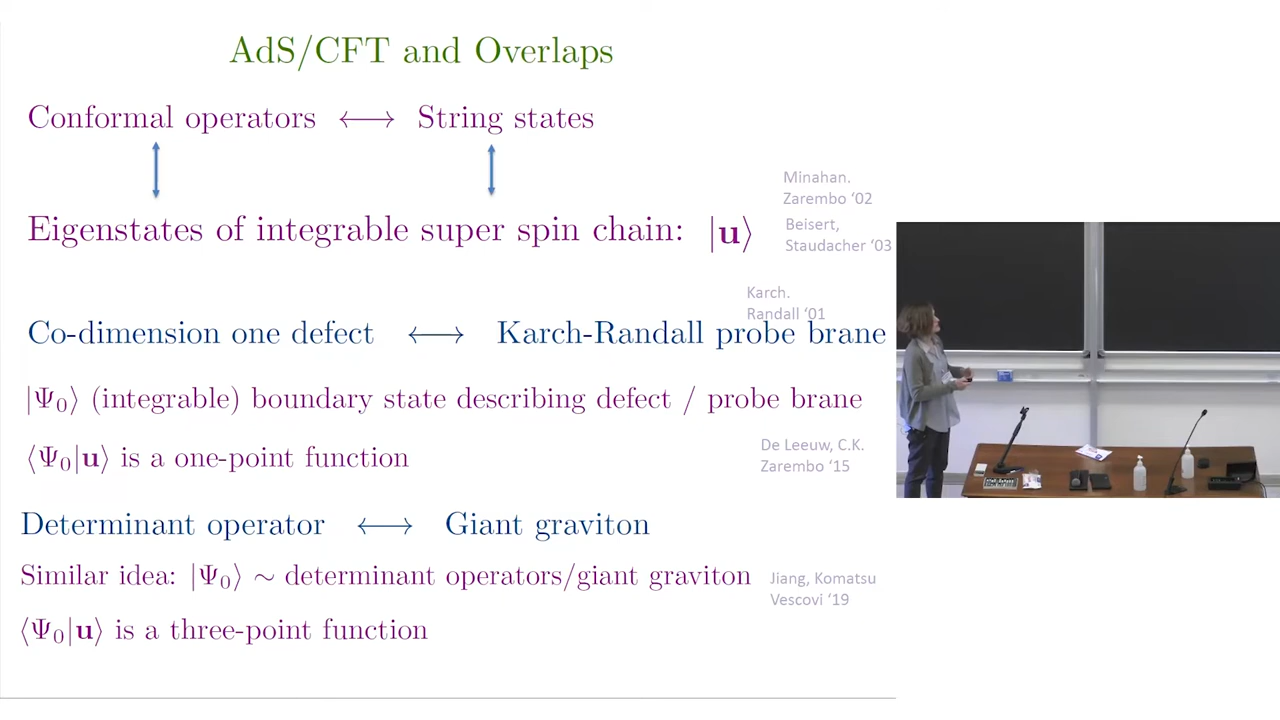 AdS/CFT and Overlaps
Conformal operators ⟷ String states
Minahan.
Zarembo ‘02
Eigenstates of integrable super spin chain: |u⟩
Beisert,
Staudacher ‘03
Karch.
Randall ‘01
Co-dimension one defect ⟷ Karch-Randall probe brane
|Ψ₀⟩ (integrable) boundary state describing defect / probe brane
⟨Ψ₀|u⟩ is a one-point function
De Leeuw, C.K.
Zarembo ‘15
Determinant operator ⟷ Giant graviton
Similar idea: |Ψ₀⟩ ∼ determinant operators/giant graviton
Jiang, Komatsu
Vescovi ‘19
⟨Ψ₀|u⟩ is a three-point function